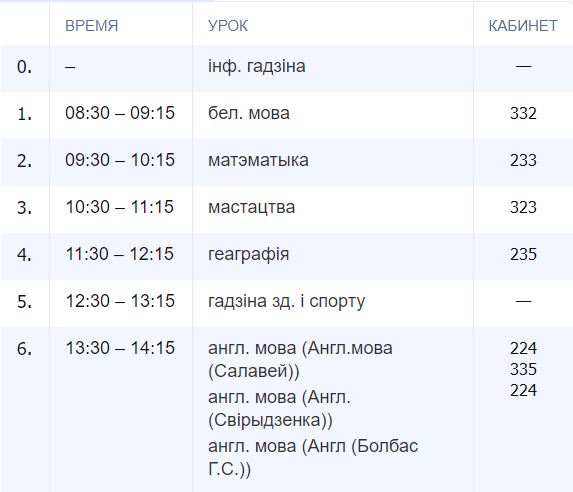 ВРЕМЯ УРОК КАБИНЕТ
0. – інф. гадзіна —
1. 08:30 – 09:15 бел. мова 332
2. 09:30 – 10:15 матэматыка 233
3. 10:30 – 11:15 мастацтва 323
4. 11:30 – 12:15 геаграфія 235
5. 12:30 – 13:15 гадзіна зд. і спорту —
6. 13:30 – 14:15 англ. мова (Англ.мова 224
(Салавей)) 335
англ. мова (Англ. 224
(Свірыдзенка))
англ. мова (Англ (Болбас
Г.С.))